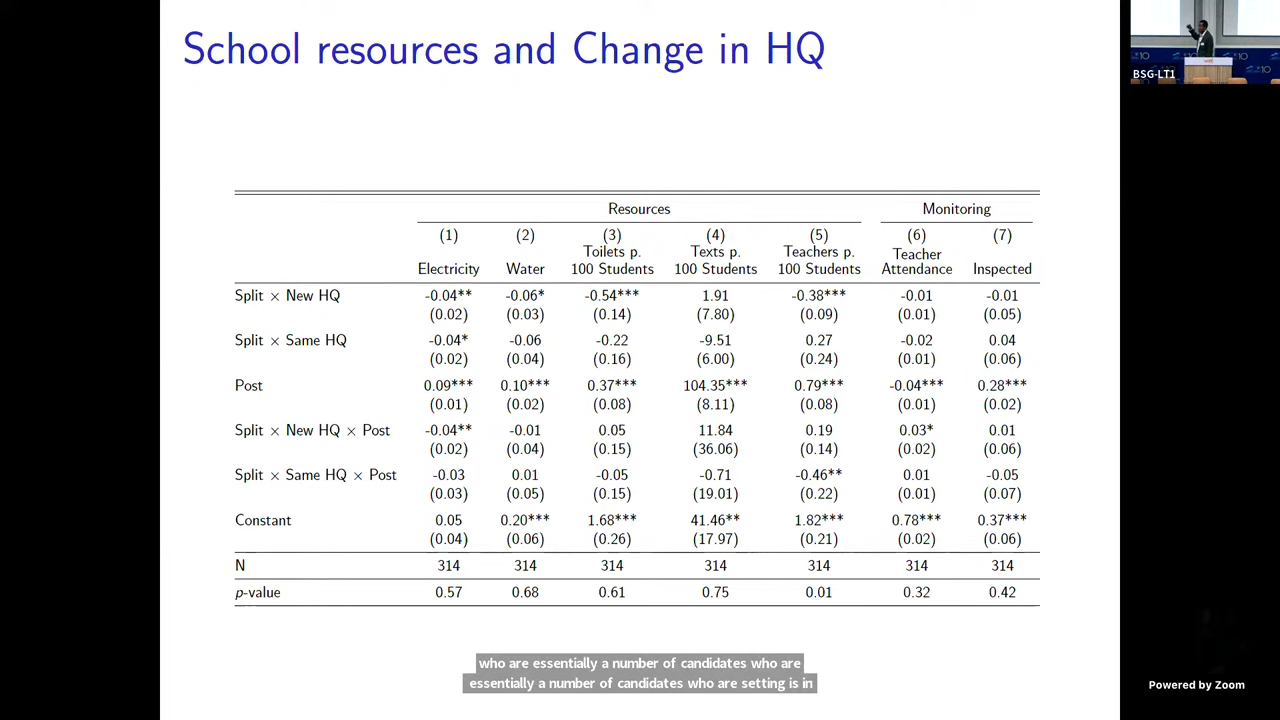 School resources and Change in HQ
BSG-LT1
Resources Monitoring
(1) (2) (3) (4) (5) (6) (7)
Toilets p. Texts p. Teachers p. Teacher
Electricity Water 100 Students 100 Students 100 Students Attendance Inspected
Split × New HQ -0.04** -0.06* -0.54*** 1.91 -0.38*** -0.01 -0.01
(0.02) (0.03) (0.14) (7.80) (0.09) (0.01) (0.05)
Split × Same HQ -0.04* -0.06 -0.22 -9.51 0.27 -0.02 0.04
(0.02) (0.04) (0.16) (6.00) (0.24) (0.01) (0.06)
Post 0.09*** 0.10*** 0.37*** 104.35*** 0.79*** -0.04*** 0.28***
(0.01) (0.02) (0.08) (8.11) (0.08) (0.01) (0.02)
Split × New HQ × Post -0.04** -0.01 0.05 11.84 0.19 0.03* 0.01
(0.02) (0.04) (0.15) (36.06) (0.14) (0.02) (0.06)
Split × Same HQ × Post -0.03 0.01 -0.05 -0.71 -0.46** 0.01 -0.05
(0.03) (0.05) (0.15) (19.01) (0.22) (0.01) (0.07)
Constant 0.05 0.20*** 1.68*** 41.46** 1.82*** 0.78*** 0.37***
(0.04) (0.06) (0.26) (17.97) (0.21) (0.02) (0.06)
N 314 314 314 314 314 314 314
p-value 0.57 0.68 0.61 0.75 0.01 0.32 0.42
who are essentially a number of candidates who are
essentially a number of candidates who are setting is in
Powered by Zoom